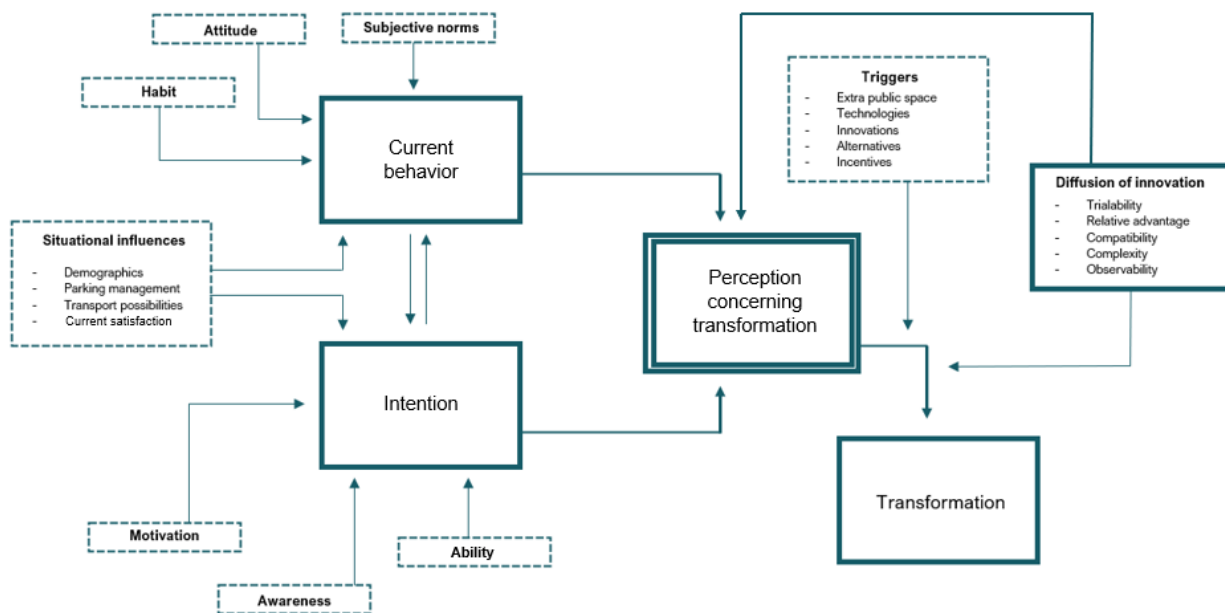 Attitude
Subjective norms
Habit
Current
behavior
Triggers
- Extra public space
- Technologies
- Innovations
- Alternatives
- Incentives
Diffusion of innovation
- Trialability
- Relative advantage
- Compatibility
- Complexity
- Observability
Situational influences
- Demographics
- Parking management
- Transport possibilities
- Current satisfaction
Perception
concerning
transformation
Intention
Transformation
Motivation
Ability
Awareness